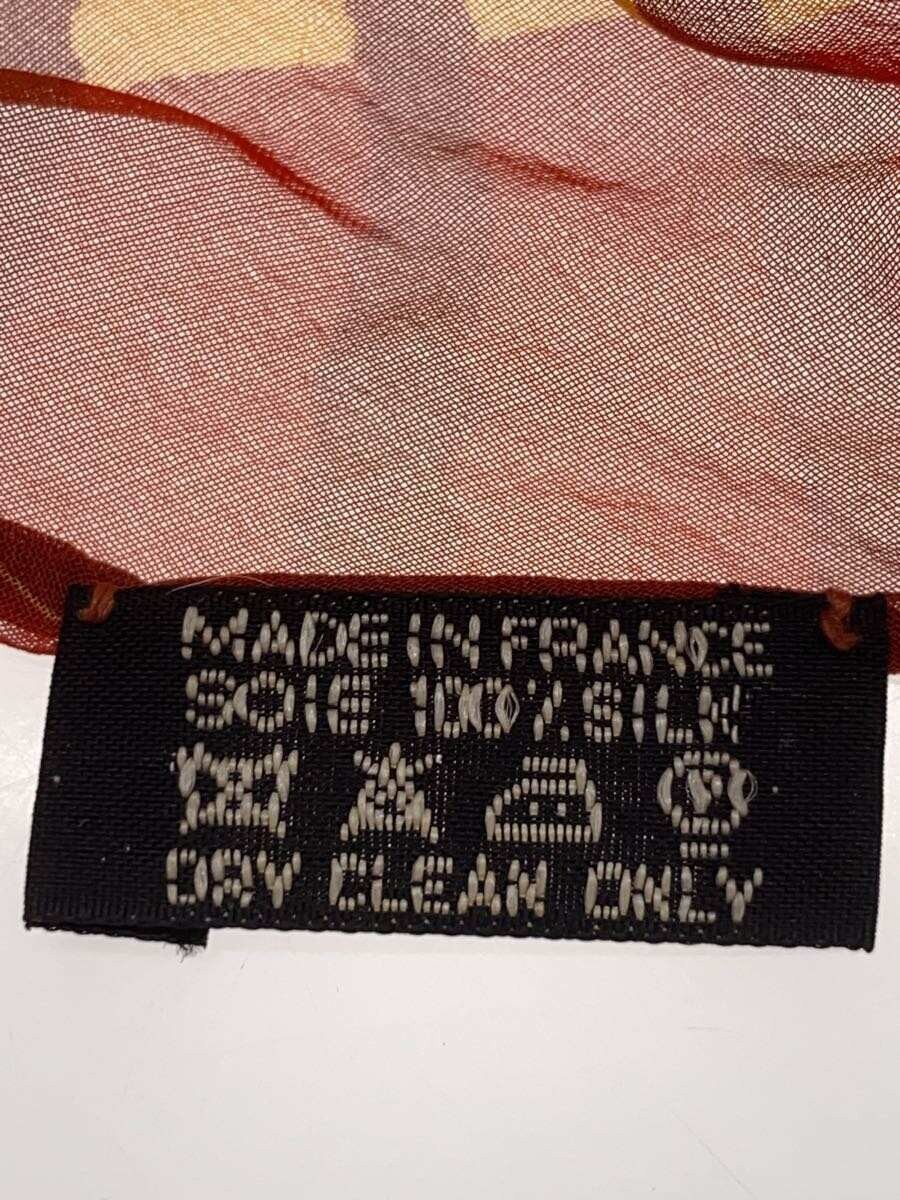 MADE IN FRANCE
SOIE 100% SILK
DRY CLEAN ONLY